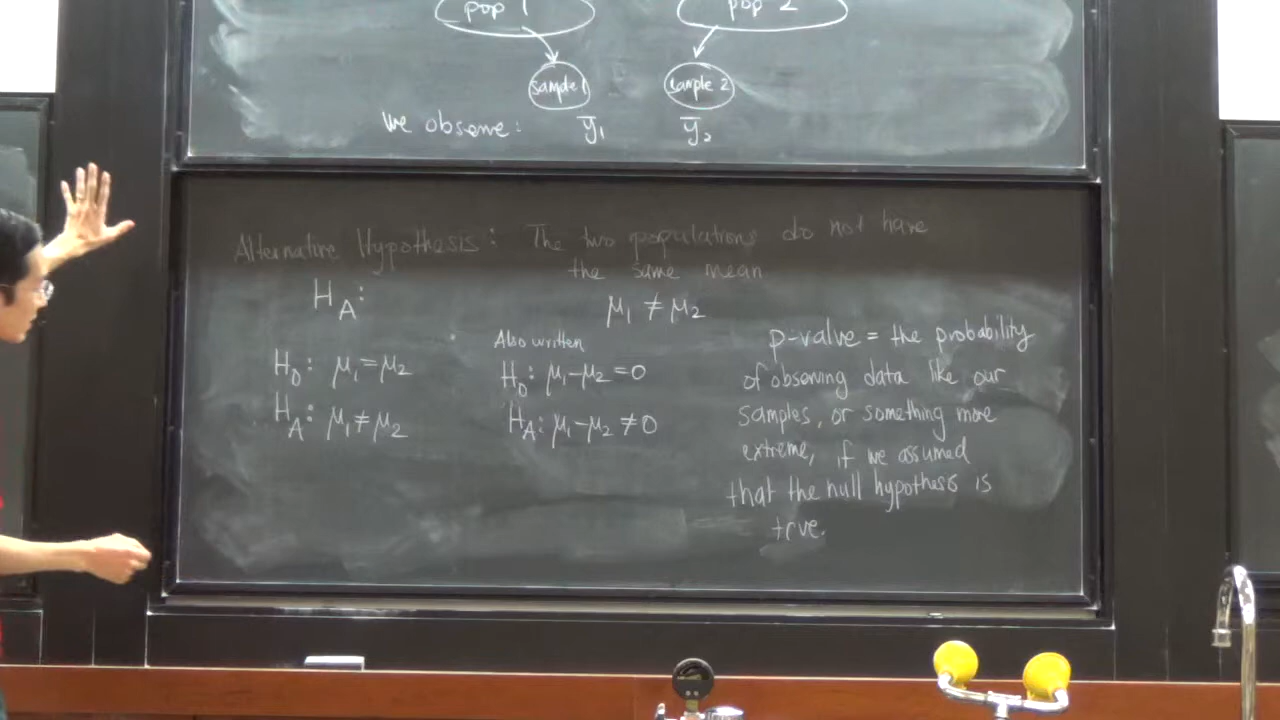 pop 1
pop 2
sample 1
sample 2
We observe: ȳ₁ ȳ₂
Alternative Hypothesis: The two populations do not have
the same mean
H_A:
μ₁ ≠ μ₂
H₀: μ₁=μ₂
H_A: μ₁≠μ₂
Also written
H₀: μ₁-μ₂=0
H_A: μ₁-μ₂ ≠0
p-value = the probability
of observing data like our
samples, or something more
extreme, if we assumed
that the null hypothesis is
true.